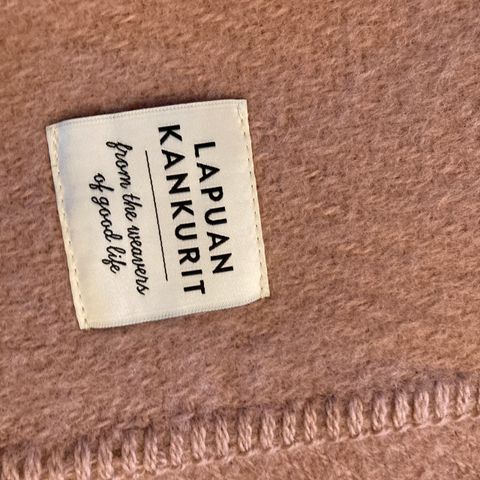 LAPUAN
KANKURIT
from the weavers
of good life